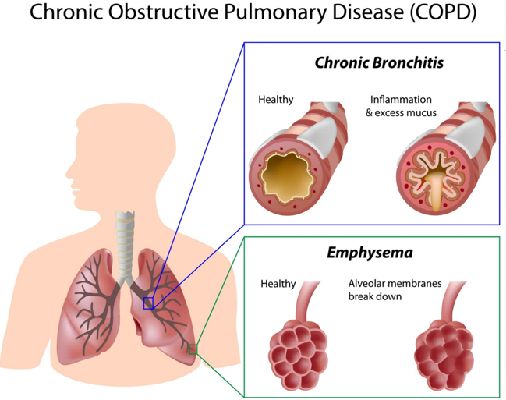 Chronic Obstructive Pulmonary Disease (COPD)
Chronic Bronchitis
Healthy
Inflammation
& excess mucus
Emphysema
Healthy
Alveolar membranes
break down